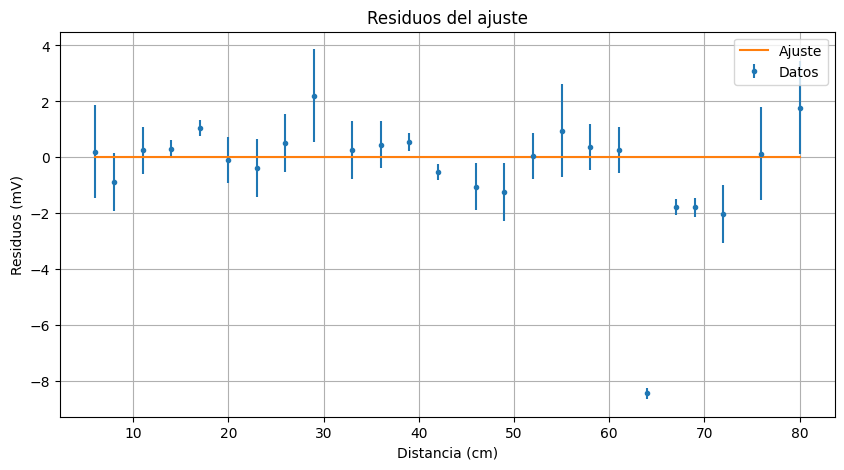 Residuos del ajuste
Residuos (mV)
4
2
0
−2
−4
−6
−8
Ajuste
Datos
10 20 30 40 50 60 70 80
Distancia (cm)